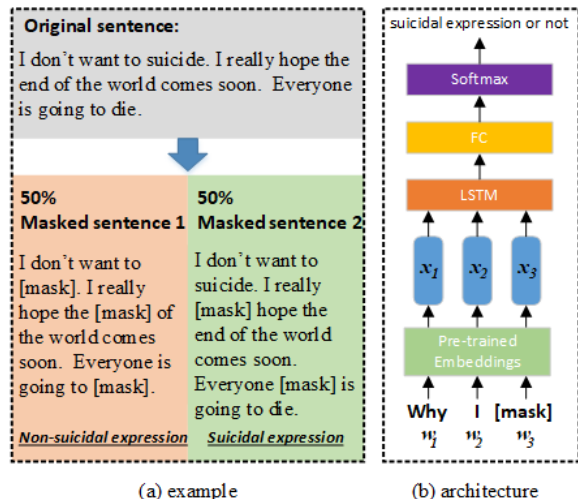 Original sentence:
I don't want to suicide. I really hope the
end of the world comes soon. Everyone
is going to die.
50%
Masked sentence 1
I don't want to
[mask]. I really
hope the [mask] of
the world comes
soon. Everyone is
going to [mask].
Non-suicidal expression
50%
Masked sentence 2
I don't want to
suicide. I really
[mask] hope the
end of the world
comes soon.
Everyone [mask] is
going to die.
Suicidal expression
(a) example
suicidal expression or not
Softmax
FC
LSTM
x1 x2 x3
Pre-trained
Embeddings
Why I [mask]
w1 w2 w3
(b) architecture